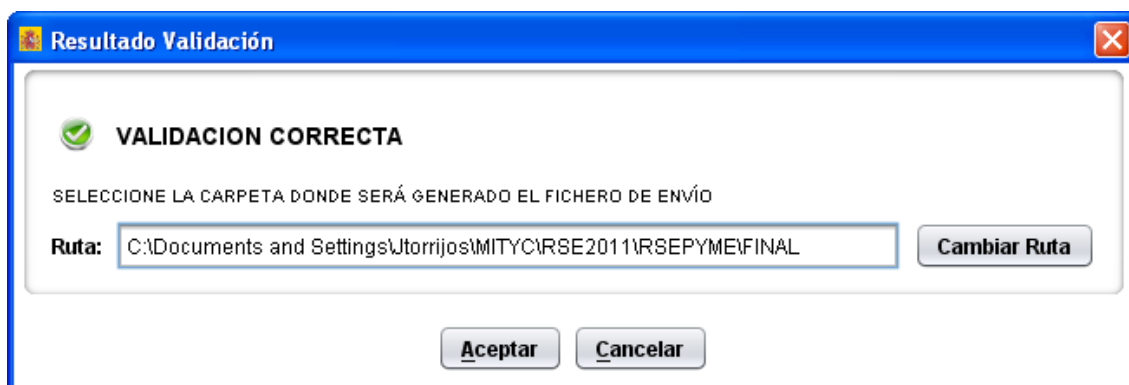 Resultado Validación
VALIDACION CORRECTA
SELECCIONE LA CARPETA DONDE SERÁ GENERADO EL FICHERO DE ENVÍO
Ruta: C:\Documents and Settings\Jtorrijos\MITYC\RSE2011\RSEPYME\FINAL Cambiar Ruta
Aceptar Cancelar